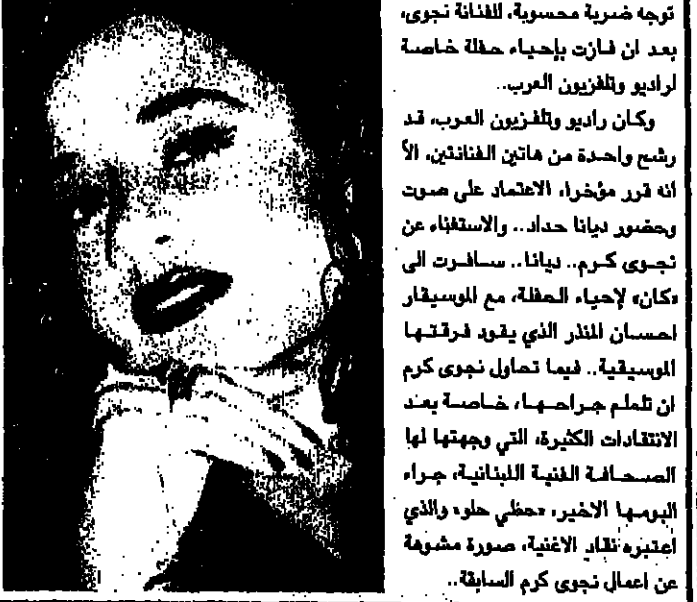 توجه ضربة محسوبة، للفنانة نجوى،
بعد ان فازت بإحياء حفلة خاصة
لراديو وتلفزيون العرب..
وكان راديو وتلفزيون العرب، قد
رشح واحدة من هاتين الفنانتين، الأ
أنه قرر مؤخرا، الاعتماد على صوت
وحضور ديانا حداد.. والاستغناء عن
نجوى كرم.. ديانا.. سافرت الى
«كان» لإحياء الحفلة، مع الموسيقار
احسان المنذر الذي يقود فرقتها
الموسيقية.. فيما تحاول نجوى كرم
ان تلملم جراحها، خاصة بعد
الانتقادات الكثيرة، التي وجهتها لها
الصحافة الفنية اللبنانية، جراء
البومها الاخير، «حظي حلو» والذي
اعتبره نقاد الاغنية، صورة مشوهة
عن اعمال نجوى كرم السابقة..